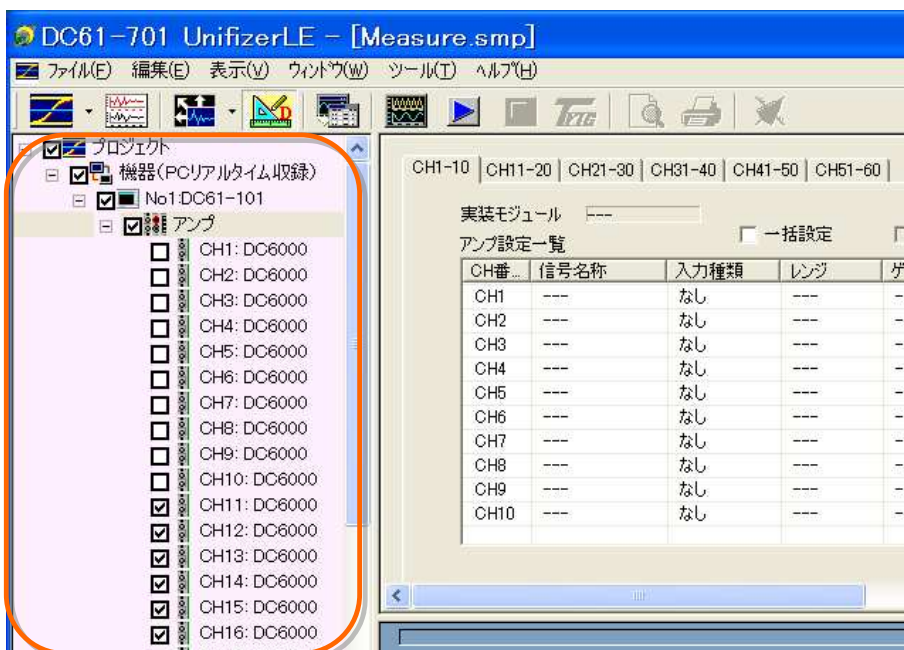 DC61-701 UnifizerLE - [Measure.smp]
ファイル(F) 編集(E) 表示(V) ウィンドウ(W) ツール(T) ヘルプ(H)
プロジェクト
機器(PCリアルタイム収録)
No1:DC61-101
アンプ
CH1: DC6000
CH2: DC6000
CH3: DC6000
CH4: DC6000
CH5: DC6000
CH6: DC6000
CH7: DC6000
CH8: DC6000
CH9: DC6000
CH10: DC6000
CH11: DC6000
CH12: DC6000
CH13: DC6000
CH14: DC6000
CH15: DC6000
CH16: DC6000
CH1-10 CH11-20 CH21-30 CH31-40 CH41-50 CH51-60
実装モジュール ---
アンプ設定一覧 一括設定
CH番... 信号名称 入力種類 レンジ ゲ
CH1 --- なし --- -
CH2 --- なし --- -
CH3 --- なし --- -
CH4 --- なし --- -
CH5 --- なし --- -
CH6 --- なし --- -
CH7 --- なし --- -
CH8 --- なし --- -
CH9 --- なし --- -
CH10 --- なし --- -